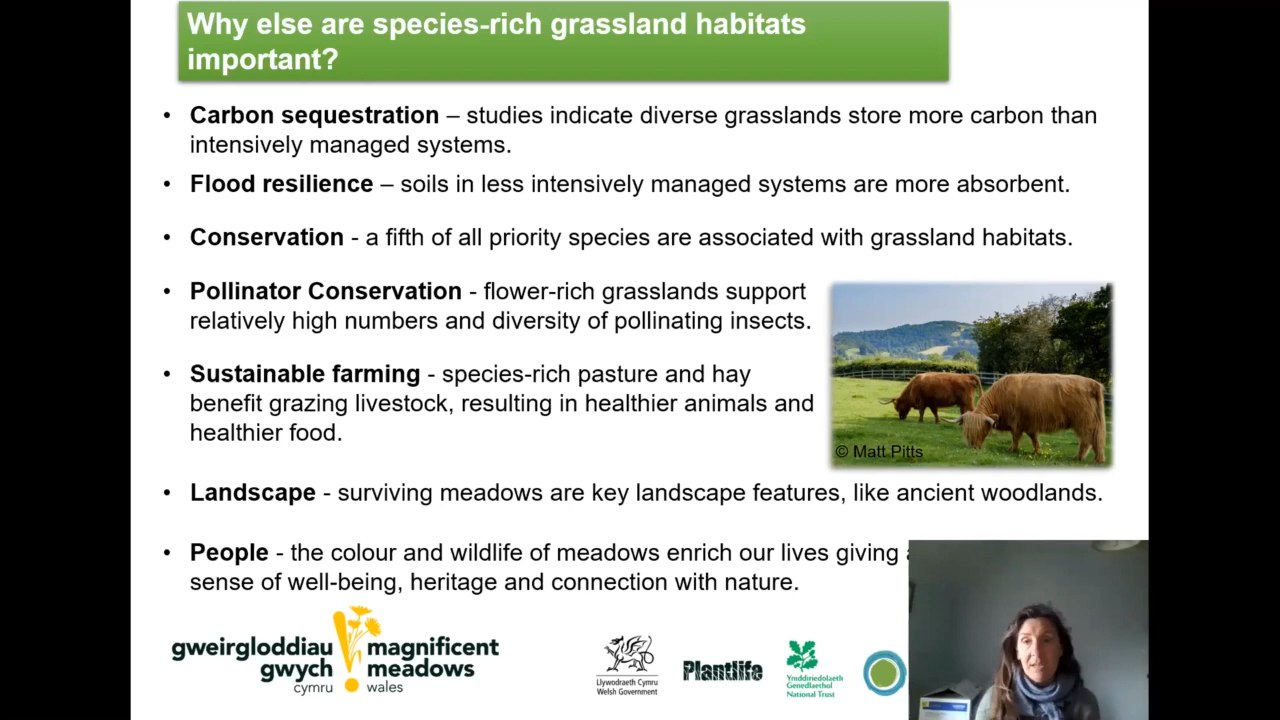 Why else are species-rich grassland habitats
important?
• Carbon sequestration – studies indicate diverse grasslands store more carbon than
intensively managed systems.
• Flood resilience – soils in less intensively managed systems are more absorbent.
• Conservation - a fifth of all priority species are associated with grassland habitats.
• Pollinator Conservation - flower-rich grasslands support
relatively high numbers and diversity of pollinating insects.
• Sustainable farming - species-rich pasture and hay
benefit grazing livestock, resulting in healthier animals and
healthier food.
© Matt Pitts
• Landscape - surviving meadows are key landscape features, like ancient woodlands.
• People - the colour and wildlife of meadows enrich our lives giving
sense of well-being, heritage and connection with nature.
gweirgloddiau
gwych
cymru
magnificent
meadows
wales
Llywodraeth Cymru
Welsh Government
Plantlife
Ymddiriedolaeth
Genedlaethol
National Trust